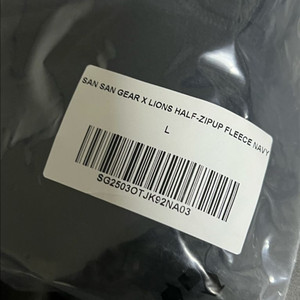 SAN SAN GEAR X LIONS HALF-ZIPUP FLEECE NAVY
L
SG2503OTJK92NA03